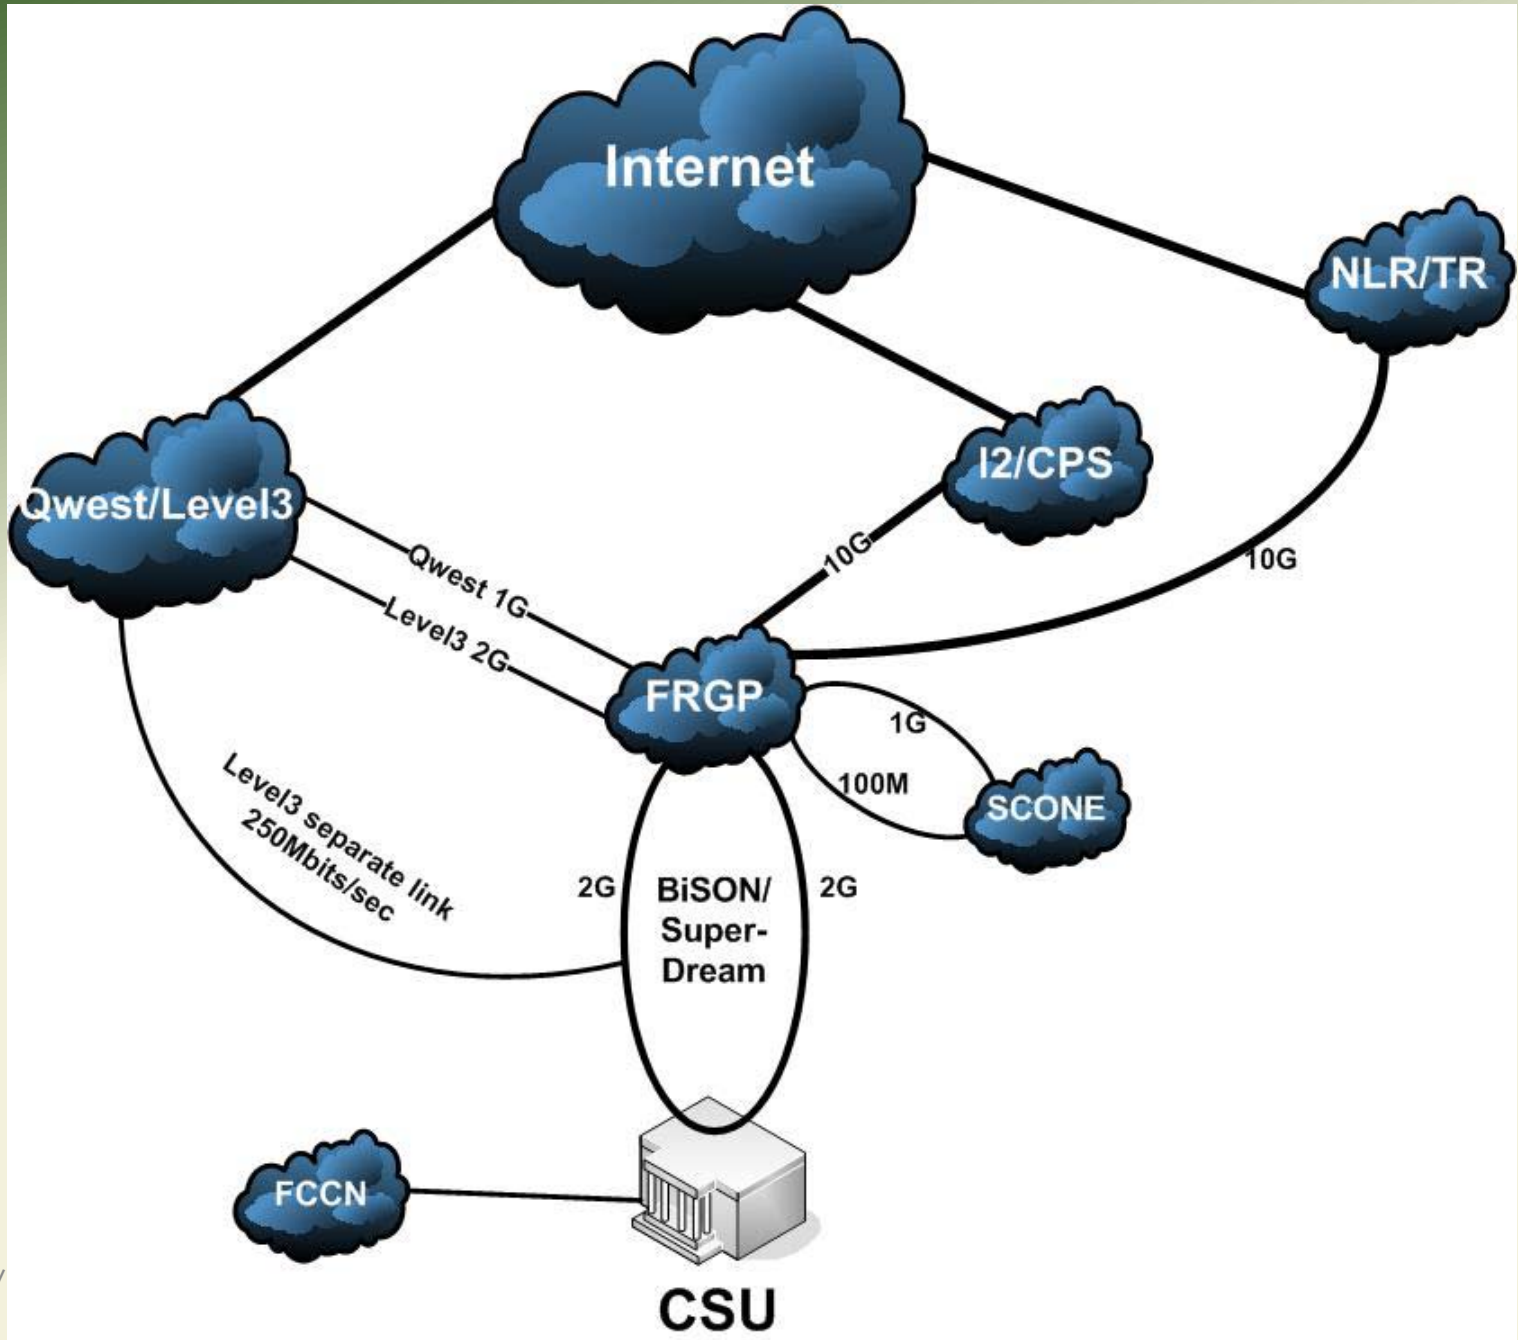 Internet
NLR/TR
I2/CPS
Qwest/Level3
10G
Qwest 1G
10G
Level3 2G
FRGP
1G
100M
SCONE
Level3 separate link
250Mbits/sec
2G
BiSON/
Super-
Dream
2G
FCCN
CSU